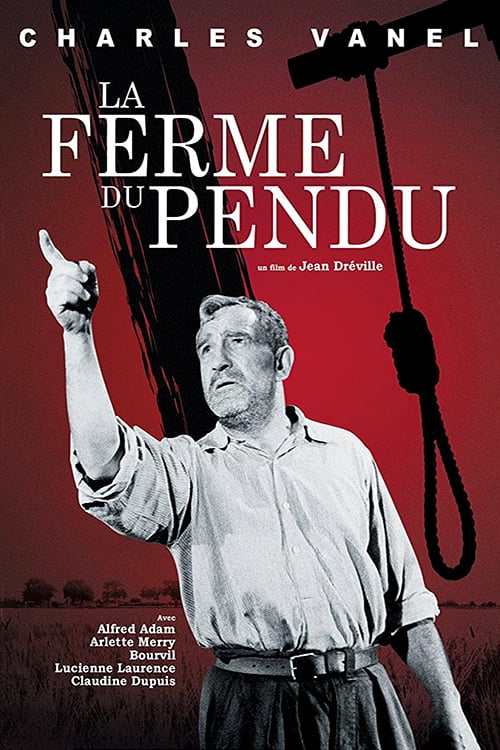 CHARLES VANEL
LA
FERME
DU PENDU
un film de Jean Dréville
Avec
Alfred Adam
Arlette Merry
Bourvil
Lucienne Laurence
Claudine Dupuis